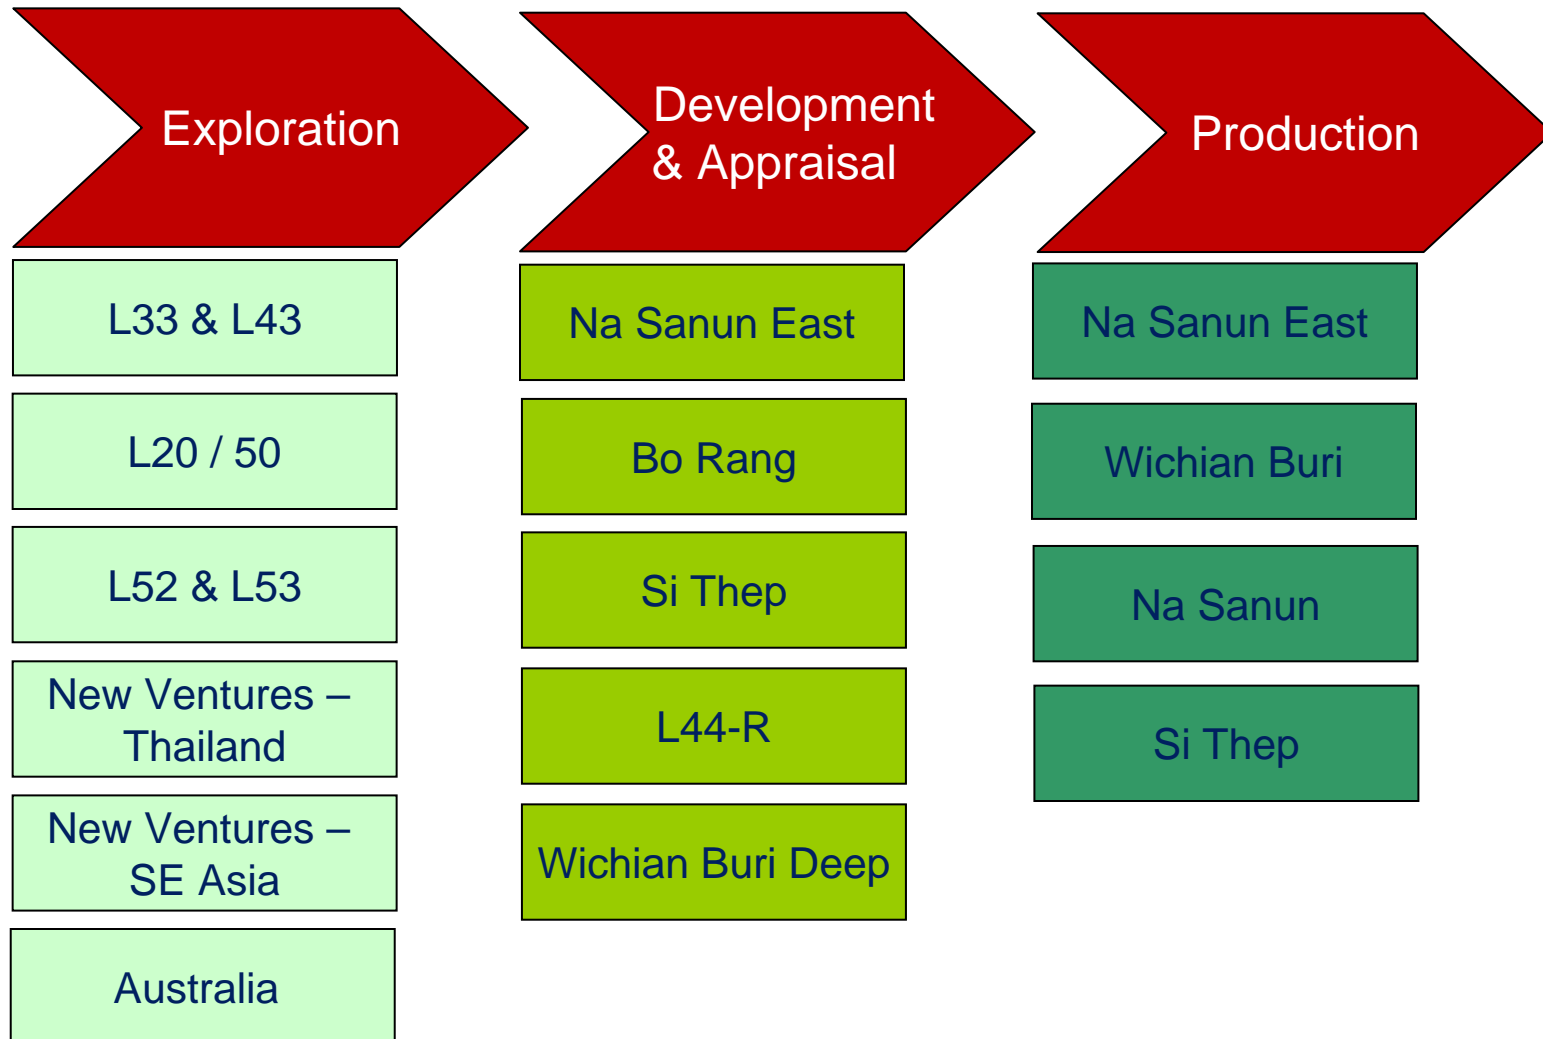 Exploration
Development
& Appraisal
Production
L33 & L43
L20 / 50
L52 & L53
New Ventures –
Thailand
New Ventures –
SE Asia
Australia
Na Sanun East
Bo Rang
Si Thep
L44-R
Wichian Buri Deep
Na Sanun East
Wichian Buri
Na Sanun
Si Thep